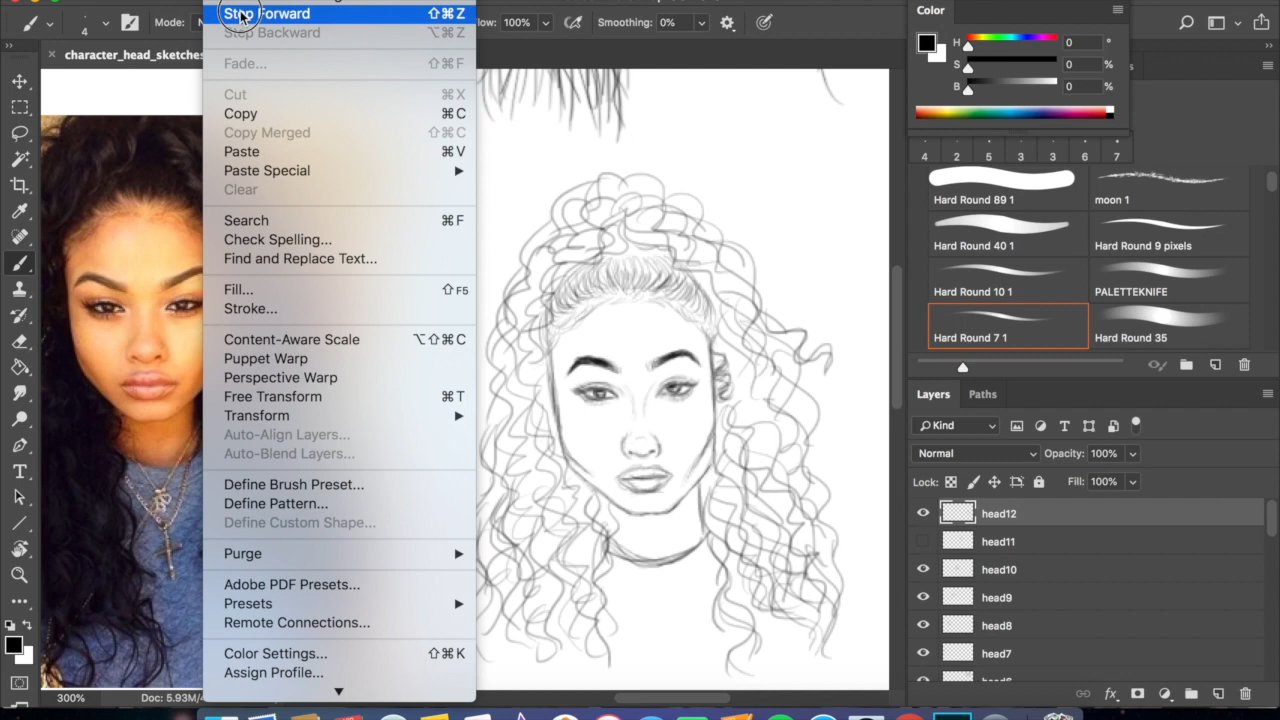 Step Forward ⇧⌘Z
Step Backward ⌥⌘Z
Fade... ⇧⌘F
Cut ⌘X
Copy ⌘C
Copy Merged ⇧⌘C
Paste ⌘V
Paste Special
Clear
Search ⌘F
Check Spelling...
Find and Replace Text...
Fill... ⇧F5
Stroke...
Content-Aware Scale ⌥⇧⌘C
Puppet Warp
Perspective Warp
Free Transform ⌘T
Transform
Auto-Align Layers...
Auto-Blend Layers...
Define Brush Preset...
Define Pattern...
Define Custom Shape...
Purge
Adobe PDF Presets...
Presets
Remote Connections...
Color Settings... ⇧⌘K
Assign Profile...
4
Mode:
100%
Smoothing: 0%
character_head_sketches
300% Doc: 5.93M/4
Color
H 0 °
S 0 %
B 0 %
4 2 5 3 3 6 7
Hard Round 89 1 moon 1
Hard Round 40 1 Hard Round 9 pixels
Hard Round 10 1 PALETTEKNIFE
Hard Round 7 1 Hard Round 35
Layers Paths
Kind
Normal Opacity: 100%
Lock: Fill: 100%
head12
head11
head10
head9
head8
head7
fx